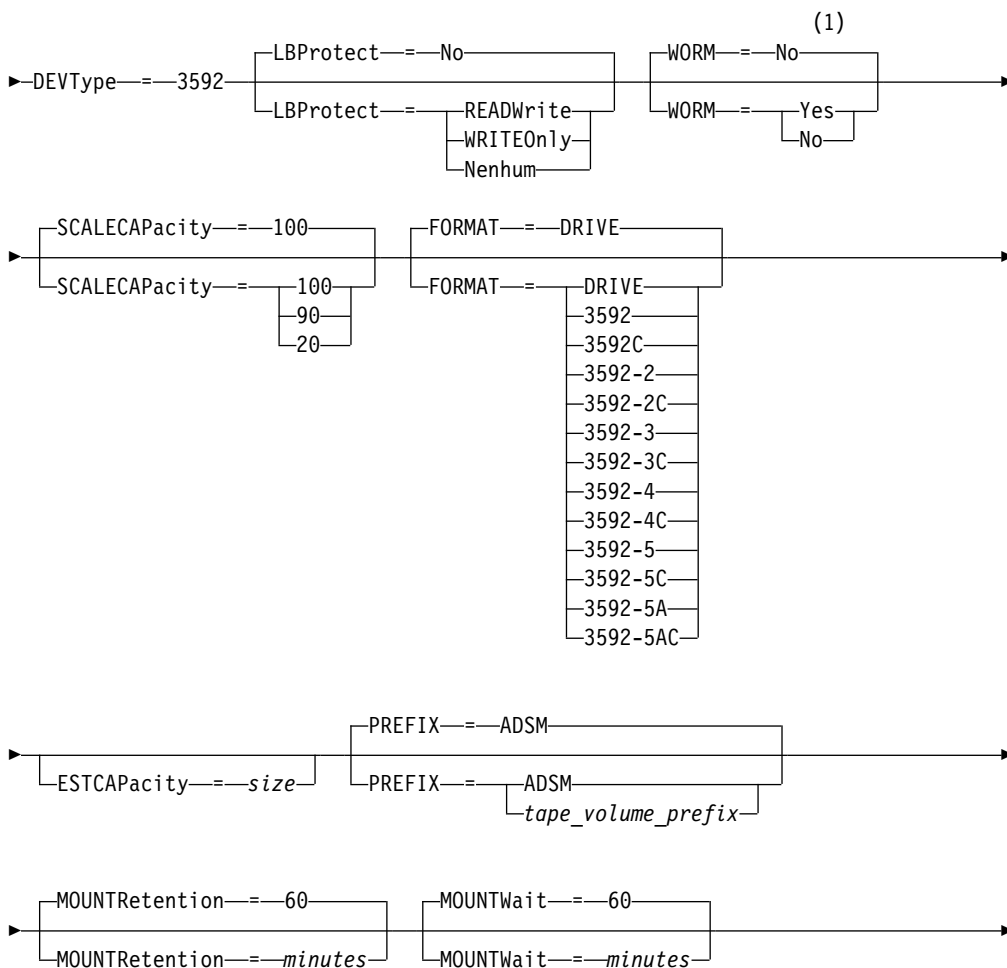 (1)
LBProtect = No WORM = No
DEVType = 3592
LBProtect = READWrite WORM = Yes
WRITEOnly No
Nenhum
SCALECAPacity = 100 FORMAT = DRIVE
SCALECAPacity = 100 FORMAT = DRIVE
90 3592
20 3592C
3592-2
3592-2C
3592-3
3592-3C
3592-4
3592-4C
3592-5
3592-5C
3592-5A
3592-5AC
PREFIX = ADSM
ESTCAPacity = size PREFIX = ADSM
tape_volume_prefix
MOUNTRetention = 60 MOUNTWait = 60
MOUNTRetention = minutes MOUNTWait = minutes